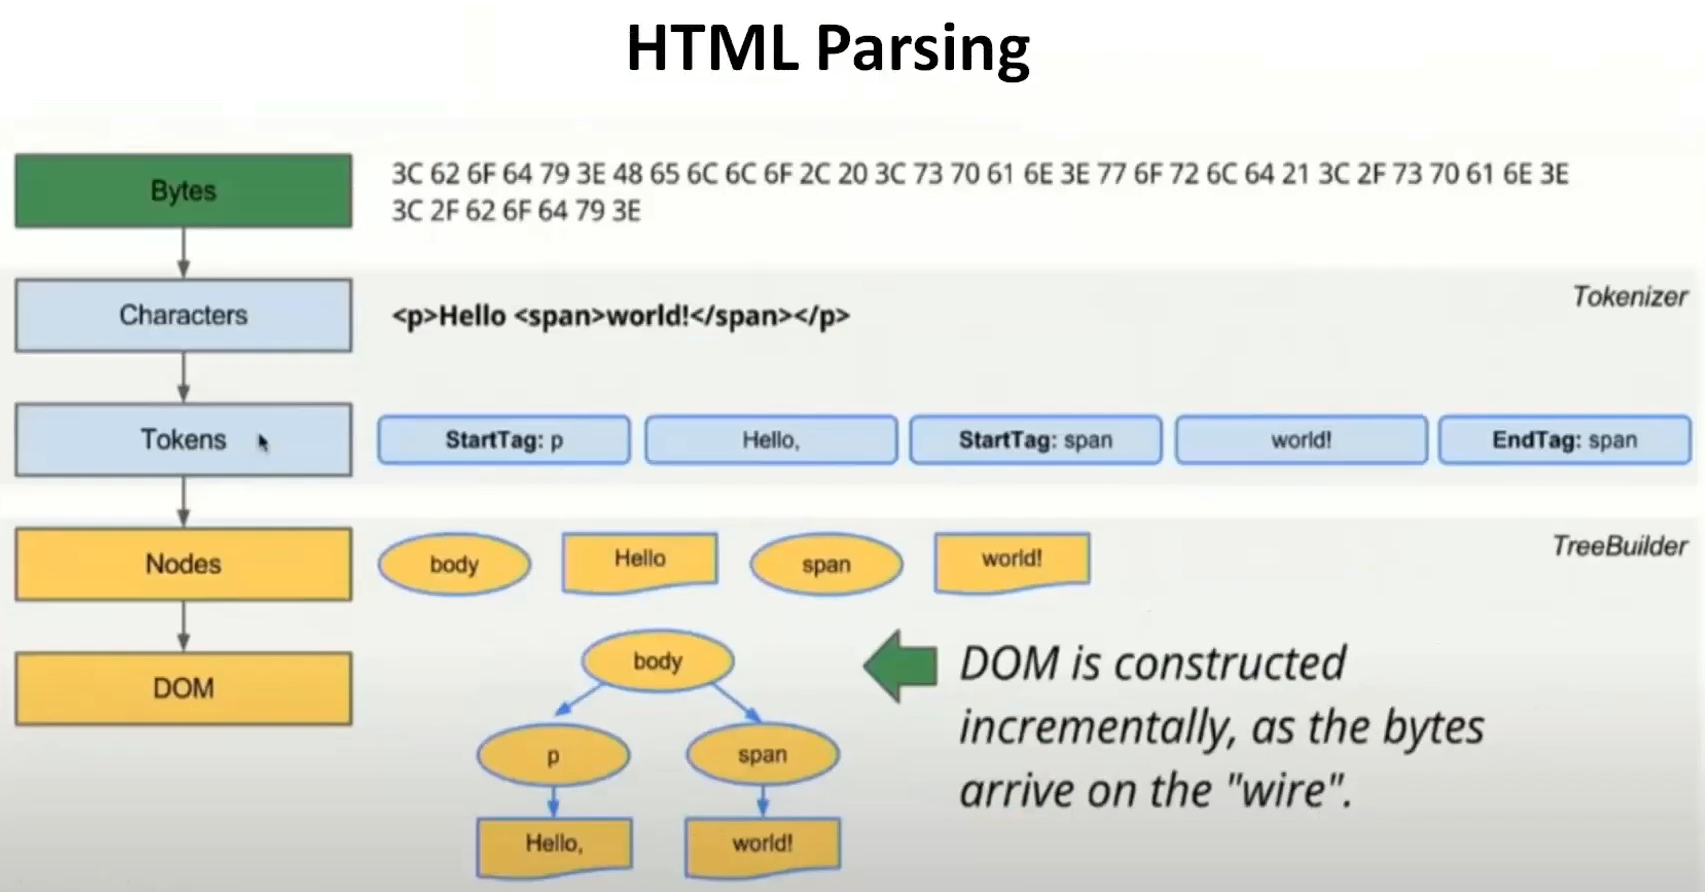 HTML Parsing
Bytes
3C 62 6F 64 79 3E 48 65 6C 6C 6F 2C 20 3C 73 70 61 6E 3E 77 6F 72 6C 64 21 3C 2F 73 70 61 6E 3E
3C 2F 62 6F 64 79 3E
Tokenizer
Characters
<p>Hello <span>world!</span></p>
Tokens
StartTag: p
Hello,
StartTag: span
world!
EndTag: span
TreeBuilder
Nodes
body
Hello
span
world!
DOM
body
p
span
Hello,
world!
DOM is constructed
incrementally, as the bytes
arrive on the "wire".